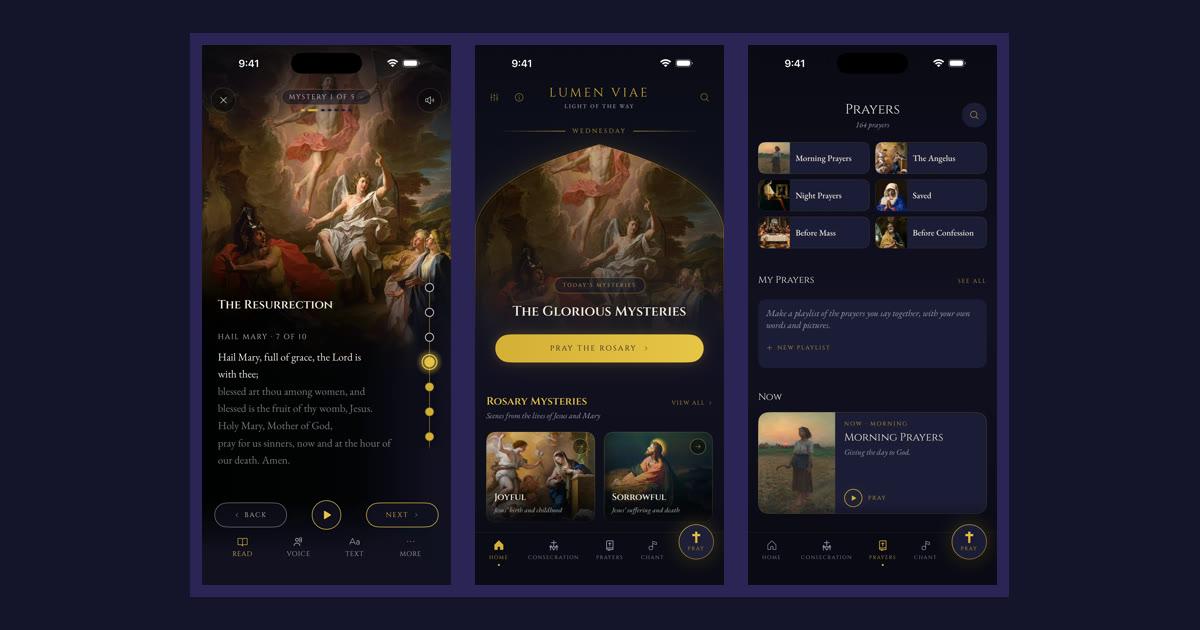 9:41
MYSTERY 1 OF 5
THE RESURRECTION
HAIL MARY · 7 OF 10
Hail Mary, full of grace, the Lord is
with thee;
blessed art thou among women, and
blessed is the fruit of thy womb, Jesus.
Holy Mary, Mother of God,
pray for us sinners, now and at the hour of
our death. Amen.
< BACK
NEXT >
READ
VOICE
Aa
TEXT
MORE
9:41
LUMEN VIAE
LIGHT OF THE WAY
WEDNESDAY
TODAY'S MYSTERIES
THE GLORIOUS MYSTERIES
PRAY THE ROSARY >
ROSARY MYSTERIES
VIEW ALL >
Scenes from the lives of Jesus and Mary
JOYFUL
Jesus' birth and childhood
SORROWFUL
Jesus' suffering and death
HOME
CONSECRATION
PRAYERS
CHANT
PRAY
9:41
PRAYERS
164 prayers
Morning Prayers
The Angelus
Night Prayers
Saved
Before Mass
Before Confession
MY PRAYERS
SEE ALL
Make a playlist of the prayers you say together, with your own
words and pictures.
+ NEW PLAYLIST
NOW
NOW · MORNING
MORNING PRAYERS
Giving the day to God.
PRAY
HOME
CONSECRATION
PRAYERS
CHANT
PRAY